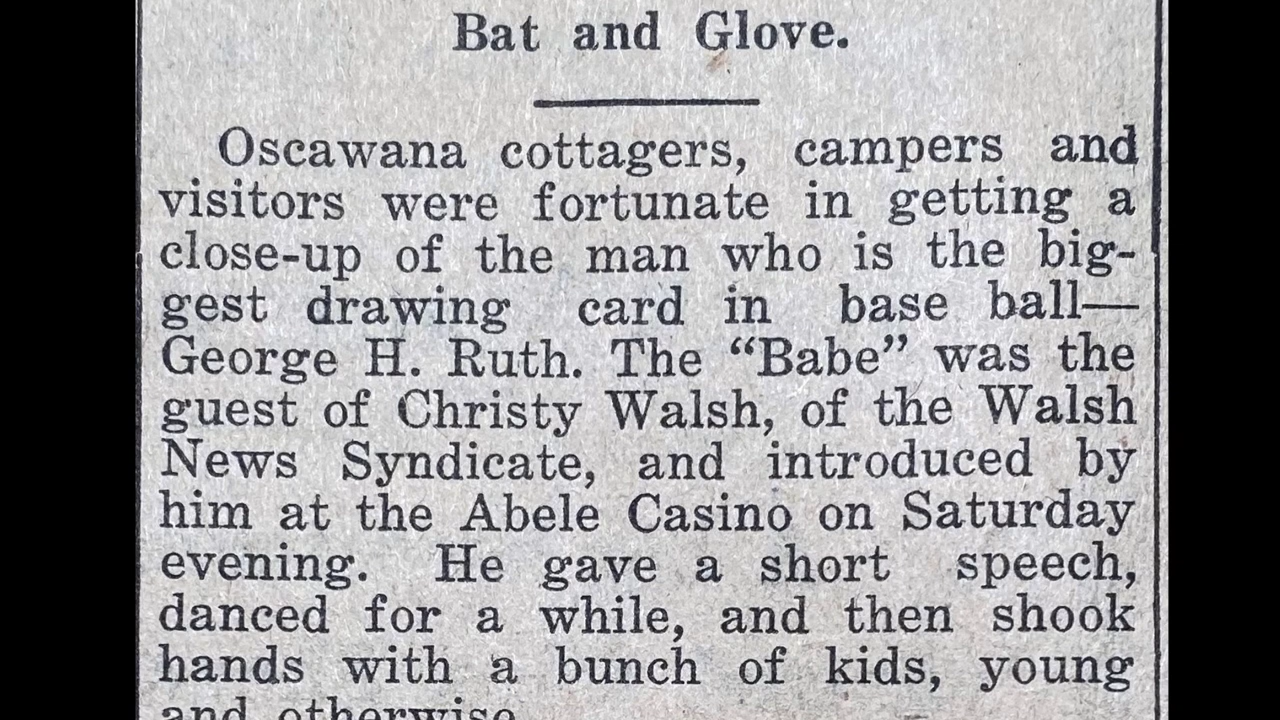 Bat and Glove.
Oscawana cottagers, campers and
visitors were fortunate in getting a
close-up of the man who is the big-
gest drawing card in base ball—
George H. Ruth. The “Babe” was the
guest of Christy Walsh, of the Walsh
News Syndicate, and introduced by
him at the Abele Casino on Saturday
evening. He gave a short speech,
danced for a while, and then shook
hands with a bunch of kids, young
and otherwise